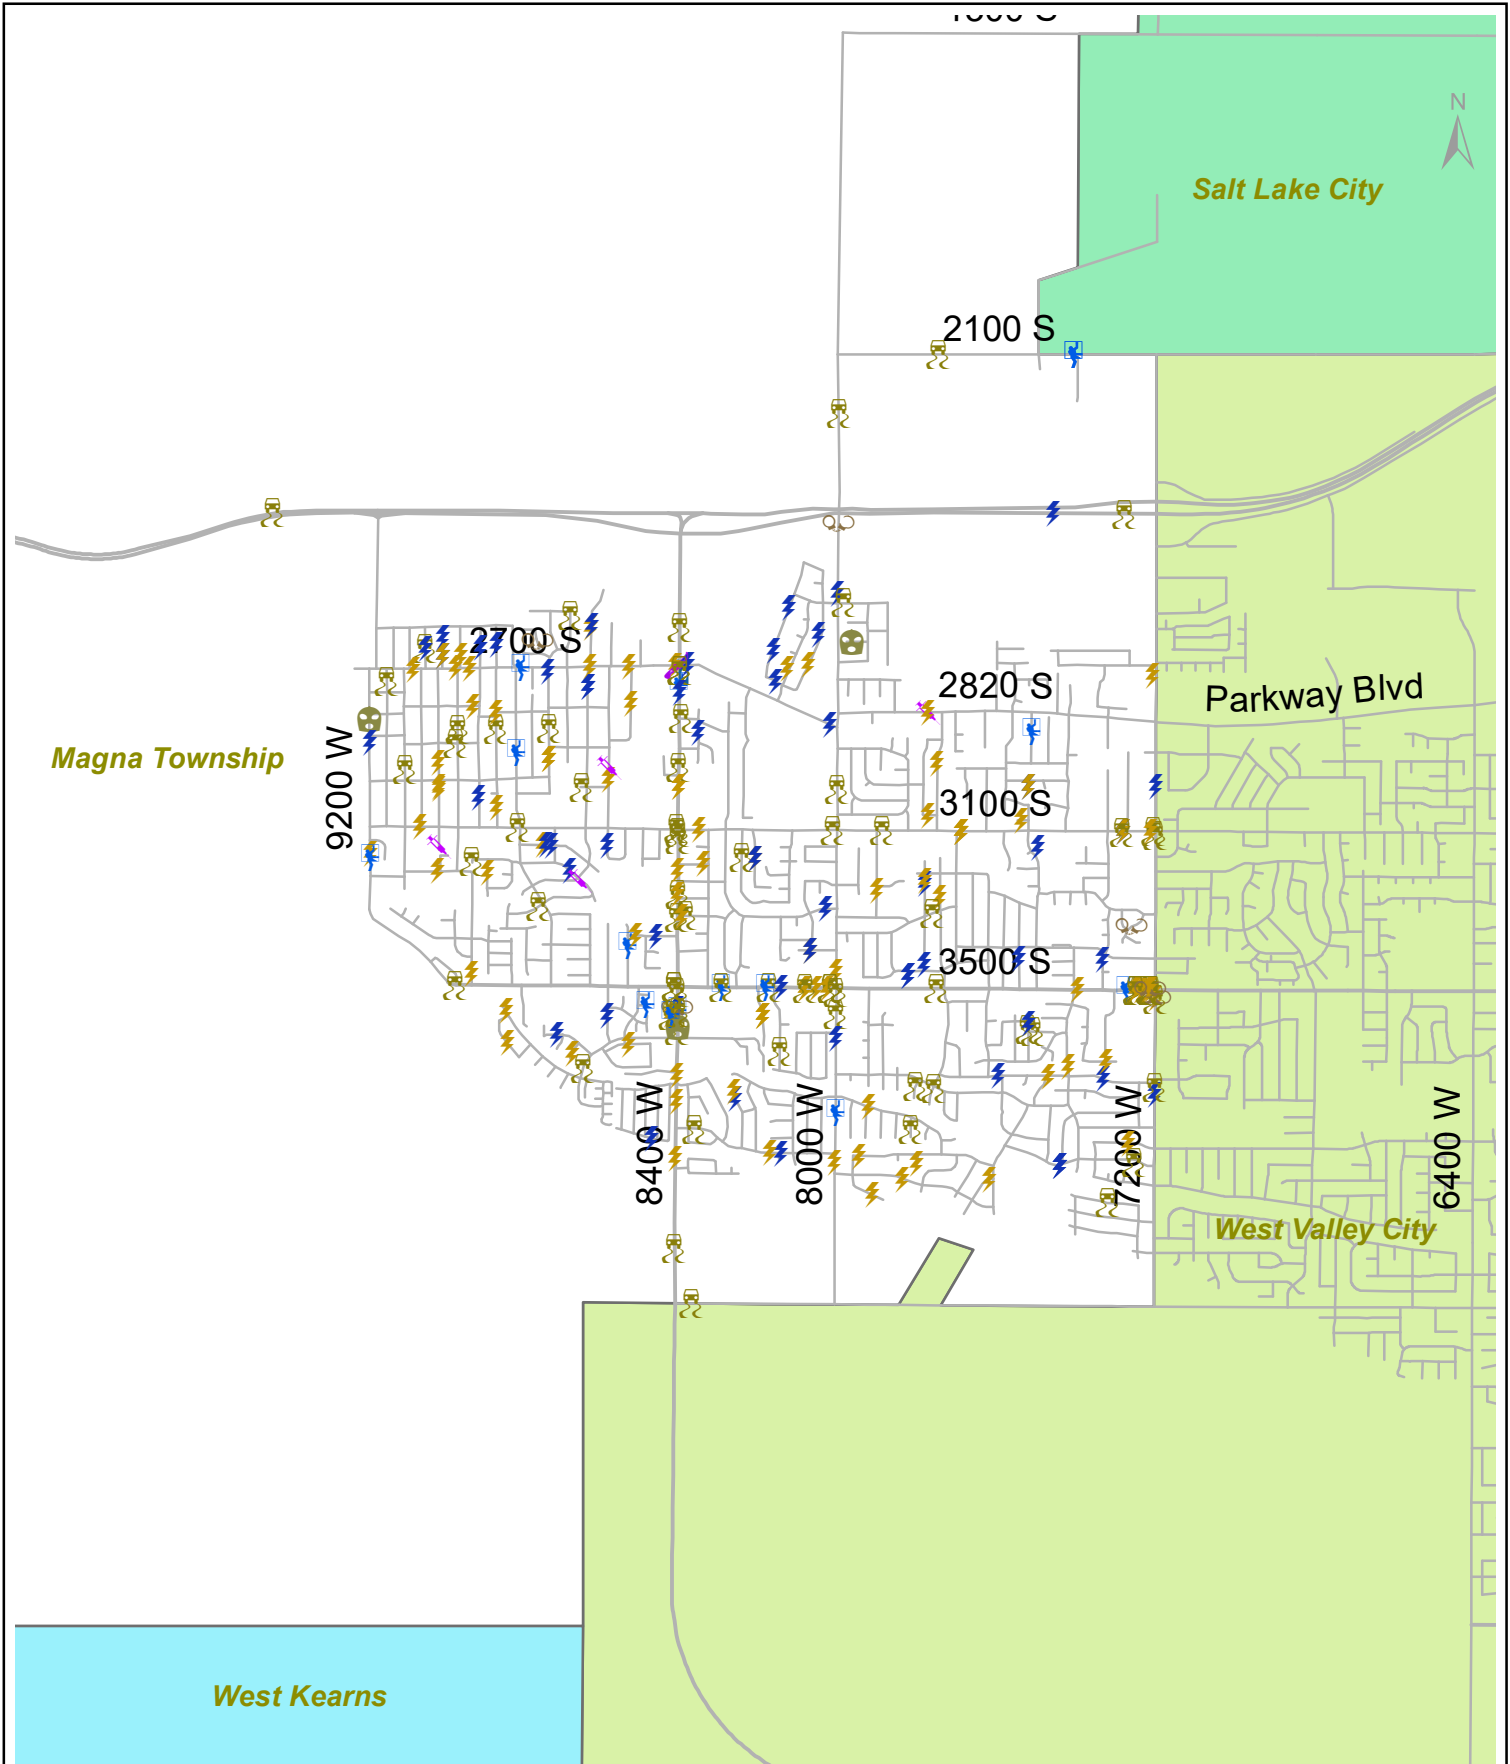 N
Salt Lake City
2100 S
2700 S
2820 S
Parkway Blvd
Magna Township
9200 W
3100 S
3500 S
8400 W
8000 W
7200 W
6400 W
West Valley City
West Kearns